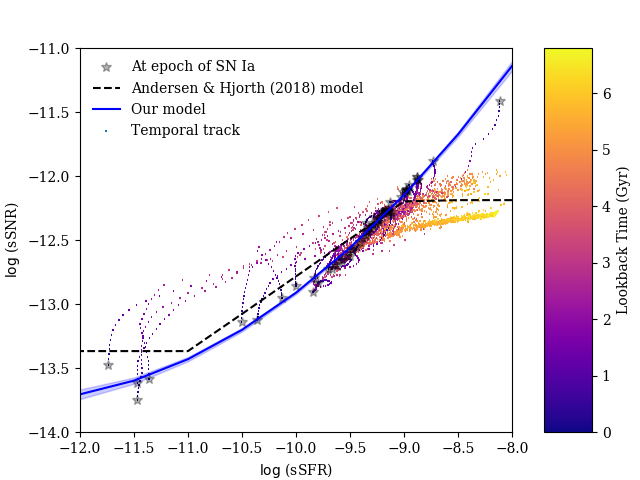 At epoch of SN Ia
Andersen & Hjorth (2018) model
Our model
Temporal track
−11.0
−11.5
−12.0
−12.5
−13.0
−13.5
−14.0
log (sSNR)
−12.0 −11.5 −11.0 −10.5 −10.0 −9.5 −9.0 −8.5 −8.0
log (sSFR)
6
5
4
3
2
1
0
Lookback Time (Gyr)